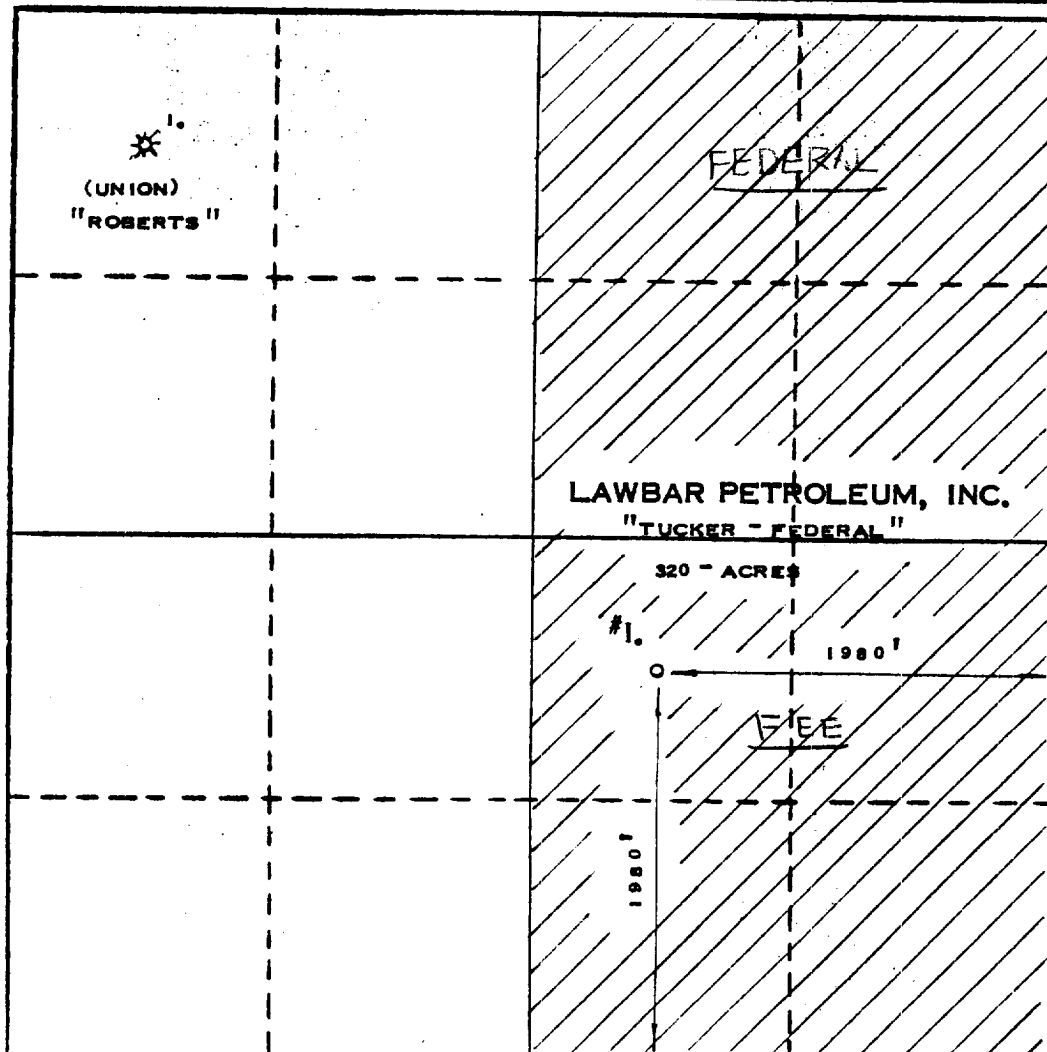 1.
(UNION)
"ROBERTS"
FEDERAL
LAWBAR PETROLEUM, INC.
"TUCKER - FEDERAL"
320 - ACRES
#1.
1980'
FEE
1980'